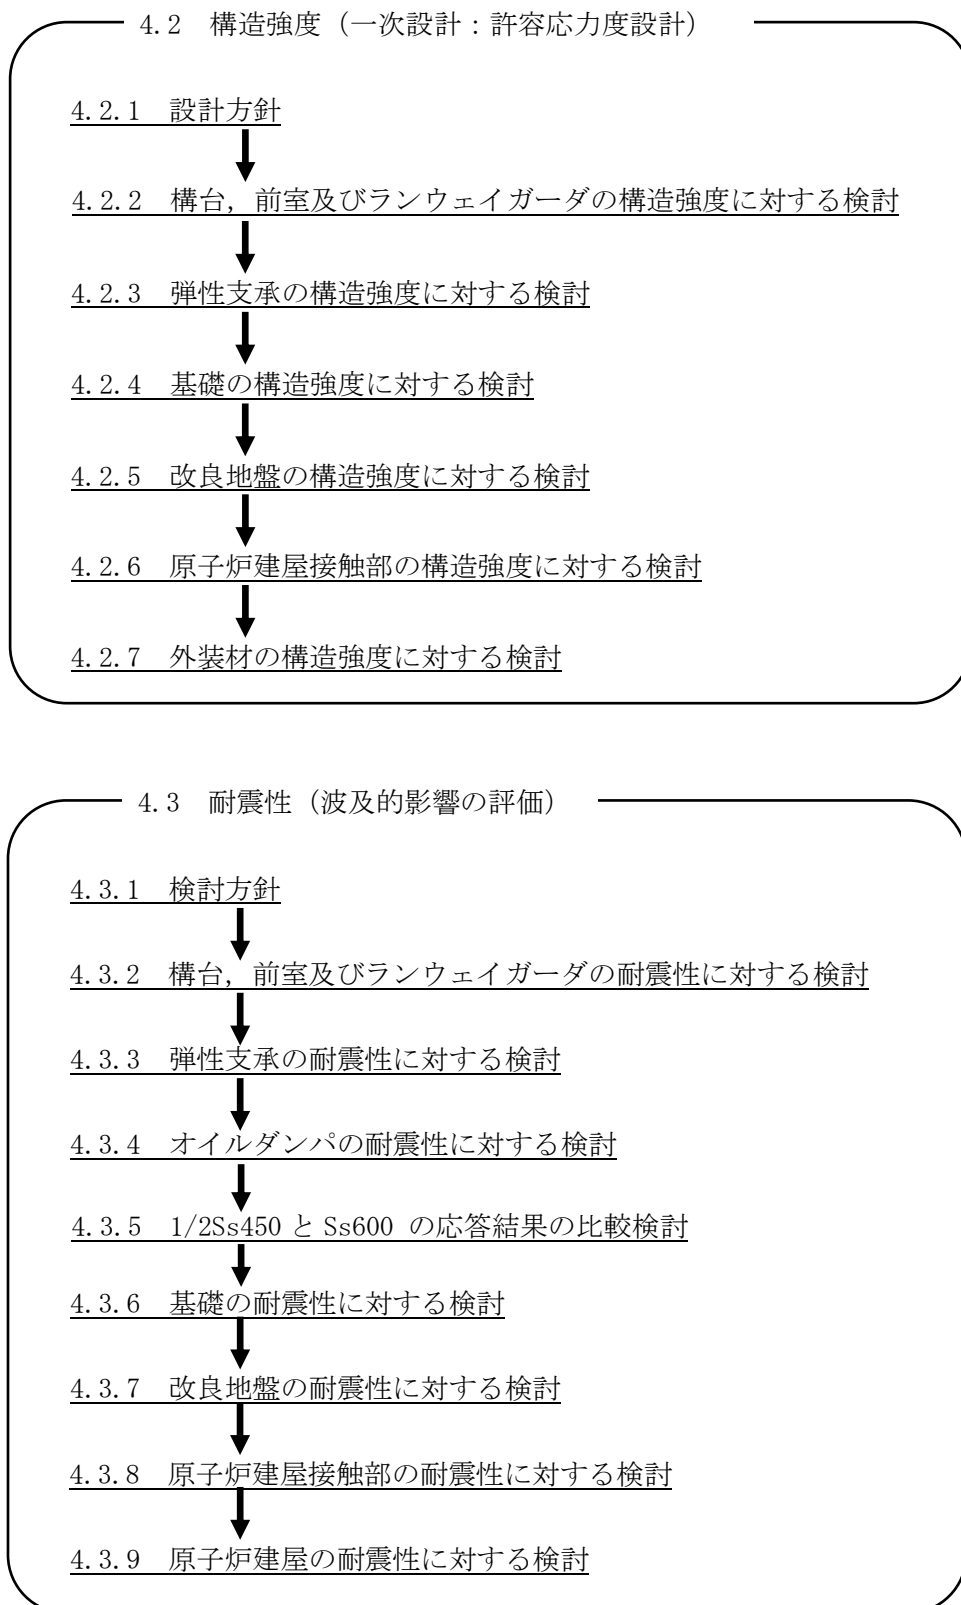 4.2 構造強度（一次設計：許容応力度設計）
4.2.1 設計方針
4.2.2 構台，前室及びランウェイガーダの構造強度に対する検討
4.2.3 弾性支承の構造強度に対する検討
4.2.4 基礎の構造強度に対する検討
4.2.5 改良地盤の構造強度に対する検討
4.2.6 原子炉建屋接触部の構造強度に対する検討
4.2.7 外装材の構造強度に対する検討
4.3 耐震性（波及的影響の評価）
4.3.1 検討方針
4.3.2 構台，前室及びランウェイガーダの耐震性に対する検討
4.3.3 弾性支承の耐震性に対する検討
4.3.4 オイルダンパの耐震性に対する検討
4.3.5 1/2Ss450 と Ss600 の応答結果の比較検討
4.3.6 基礎の耐震性に対する検討
4.3.7 改良地盤の耐震性に対する検討
4.3.8 原子炉建屋接触部の耐震性に対する検討
4.3.9 原子炉建屋の耐震性に対する検討